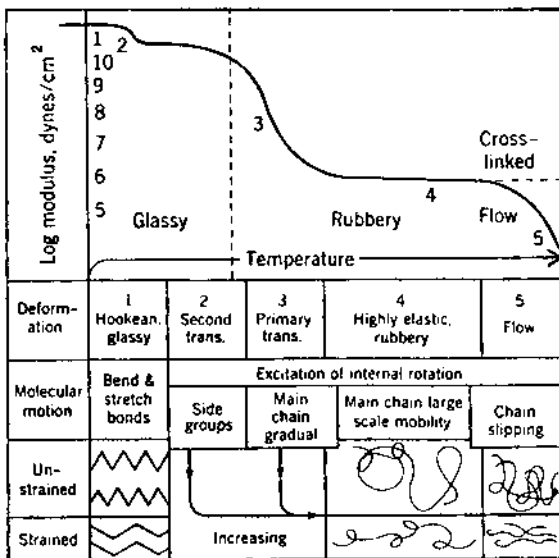 Log modulus, dynes/cm²
1
2
10
9
8
7
6
5
3
4
5
Cross-
linked
Glassy
Rubbery
Flow
Temperature
Deform-
ation
1
Hookean,
glassy
2
Second
trans.
3
Primary
trans.
4
Highly elastic,
rubbery
5
Flow
Molecular
motion
Bend &
stretch
bonds
Excitation of internal rotation
Side
groups
Main
chain
gradual
Main chain large
scale mobility
Chain
slipping
Un-
strained
Strained
Increasing